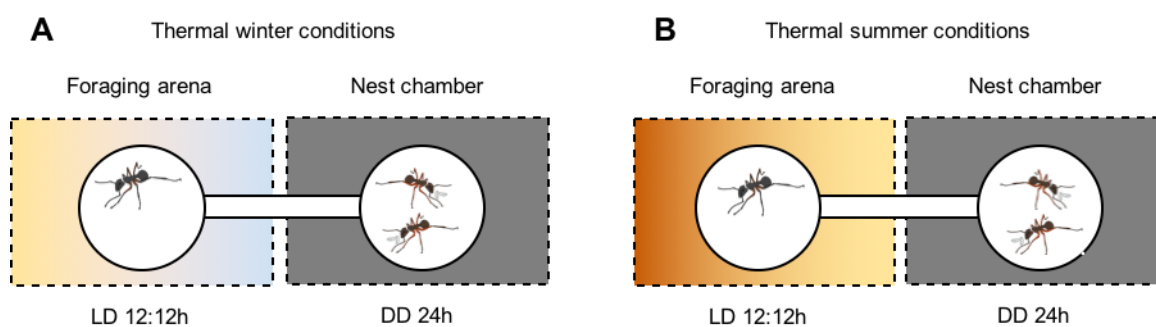 A Thermal winter conditions
Foraging arena Nest chamber
LD 12:12h DD 24h
B Thermal summer conditions
Foraging arena Nest chamber
LD 12:12h DD 24h